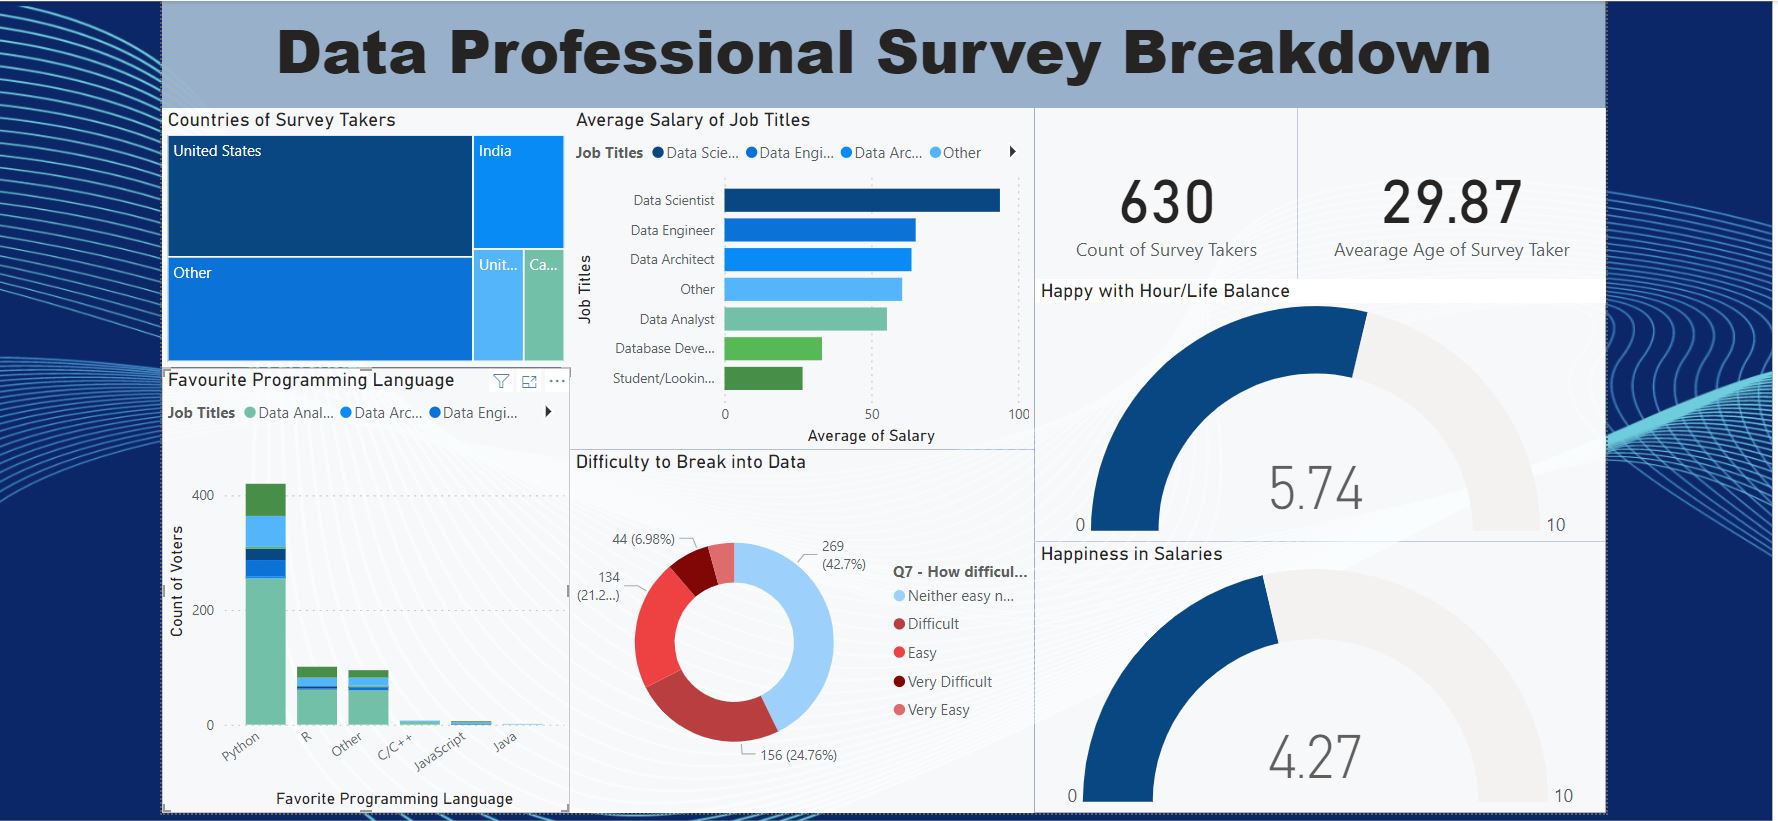 Data Professional Survey Breakdown
Countries of Survey Takers
United States
India
Other
Unit...
Ca...
Average Salary of Job Titles
Job Titles Data Scie... Data Engi... Data Arc... Other
Job Titles
Data Scientist
Data Engineer
Data Architect
Other
Data Analyst
Database Deve...
Student/Lookin...
0 50 100
Average of Salary
630
Count of Survey Takers
29.87
Avearage Age of Survey Taker
Happy with Hour/Life Balance
5.74
0 10
Favourite Programming Language
Job Titles Data Anal... Data Arc... Data Engi...
Count of Voters
400
200
0
Python R Other C/C++ JavaScript Java
Favorite Programming Language
Difficulty to Break into Data
44 (6.98%)
269
(42.7%)
134
(21.2...)
156 (24.76%)
Q7 - How difficul...
Neither easy n...
Difficult
Easy
Very Difficult
Very Easy
Happiness in Salaries
4.27
0 10